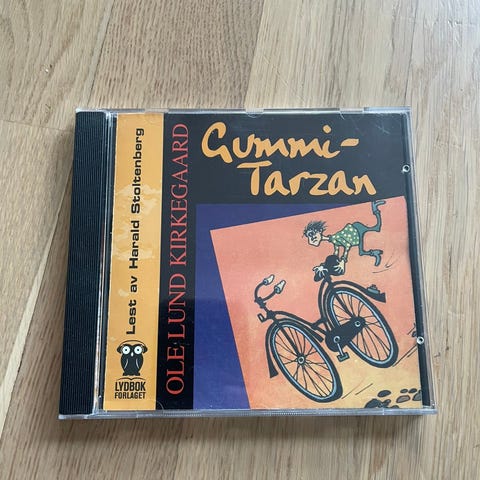 Gummi-
Tarzan
OLE LUND KIRKEGAARD
Lest av Harald Stoltenberg
LYDBOK
FORLAGET